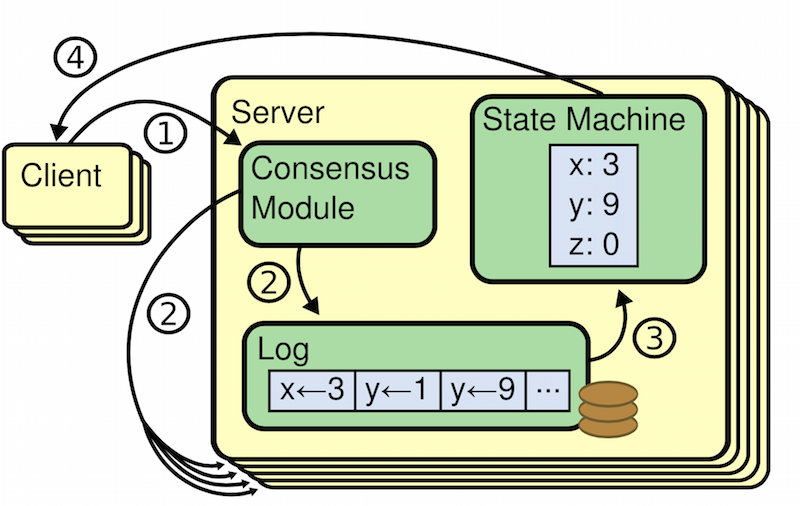 ④
①
Server
State Machine
Client
Consensus
Module
x: 3
y: 9
z: 0
②
②
③
Log
x←3 y←1 y←9 ...